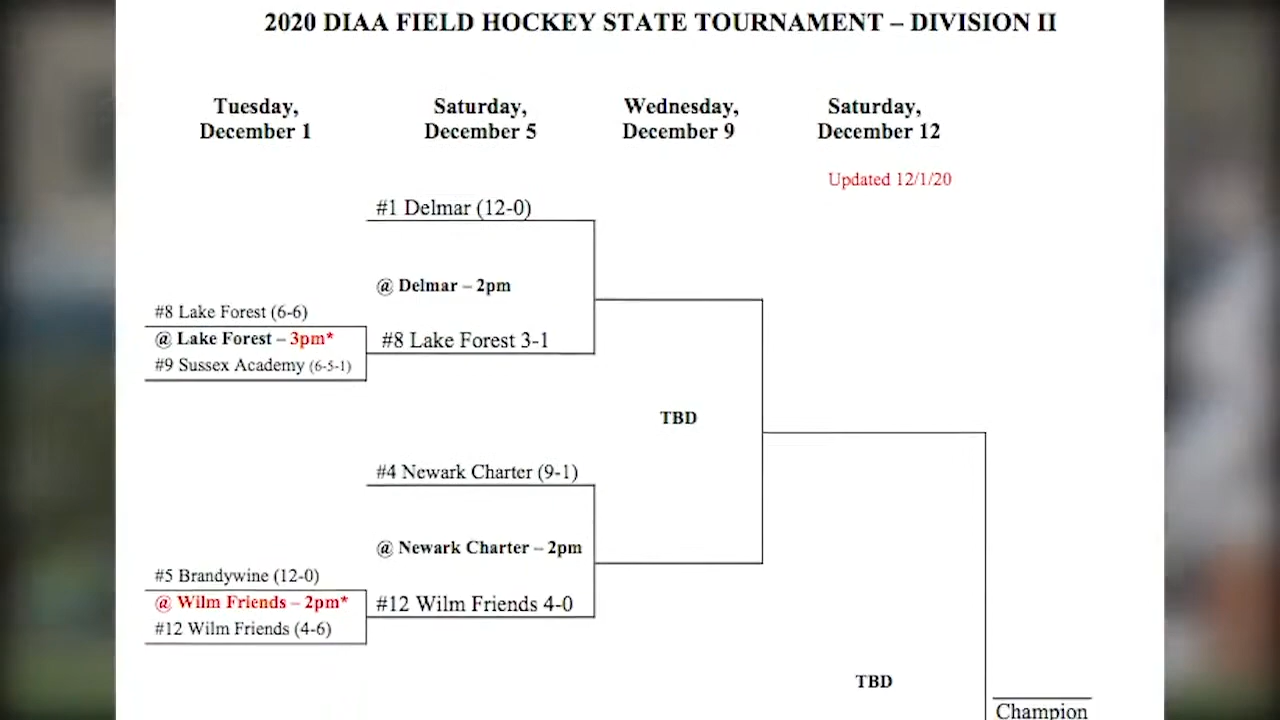 2020 DIAA FIELD HOCKEY STATE TOURNAMENT – DIVISION II
Tuesday,
December 1
Saturday,
December 5
Wednesday,
December 9
Saturday,
December 12
Updated 12/1/20
#1 Delmar (12-0)
@ Delmar – 2pm
#8 Lake Forest (6-6)
@ Lake Forest – 3pm*
#9 Sussex Academy (6-5-1)
#8 Lake Forest 3-1
TBD
#4 Newark Charter (9-1)
@ Newark Charter – 2pm
#5 Brandywine (12-0)
@ Wilm Friends – 2pm*
#12 Wilm Friends (4-6)
#12 Wilm Friends 4-0
TBD
Champion